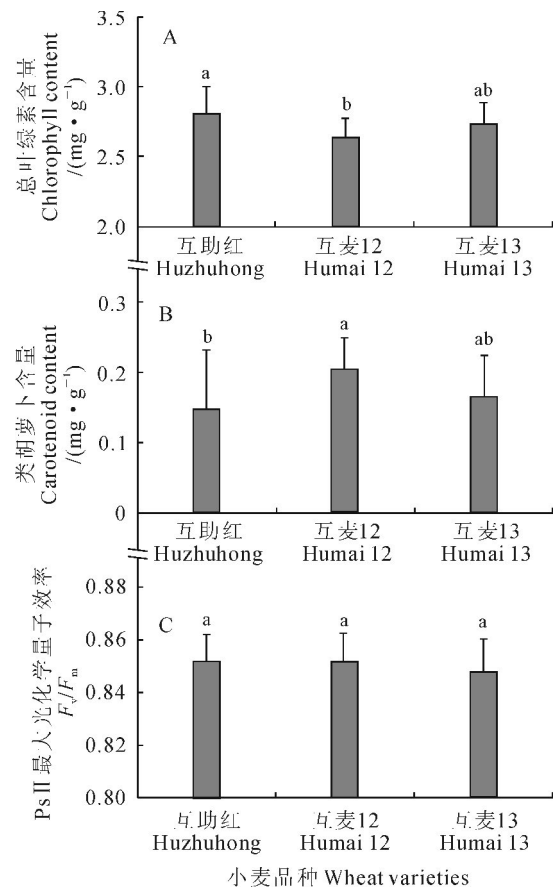 总叶绿素含量
Chlorophyll content
/(mg·g⁻¹)
A
3.5
3.0
2.5
2.0
a
b
ab
互助红
Huzhuhong
互麦12
Humai 12
互麦13
Humai 13
类胡萝卜含量
Carotenoid content
/(mg·g⁻¹)
B
0.3
0.2
0.1
0
b
a
ab
互助红
Huzhuhong
互麦12
Humai 12
互麦13
Humai 13
PsII最大光化学量子效率
Fv/Fm
C
0.88
0.86
0.84
0.82
0.80
a
a
a
互助红
Huzhuhong
互麦12
Humai 12
互麦13
Humai 13
小麦品种 Wheat varieties